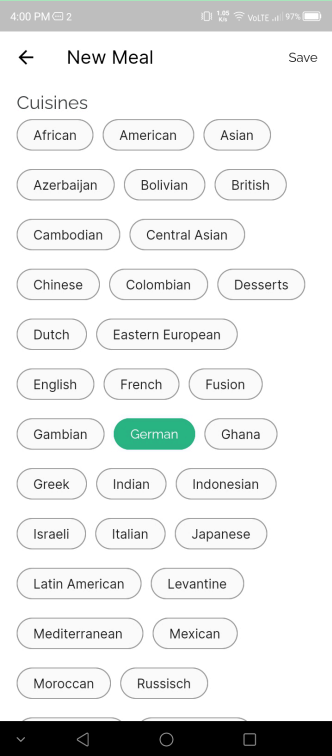 4:00 PM 2 1.05 K/s VoLTE 97%
New Meal Save
Cuisines
African American Asian
Azerbaijan Bolivian British
Cambodian Central Asian
Chinese Colombian Desserts
Dutch Eastern European
English French Fusion
Gambian German Ghana
Greek Indian Indonesian
Israeli Italian Japanese
Latin American Levantine
Mediterranean Mexican
Moroccan Russisch